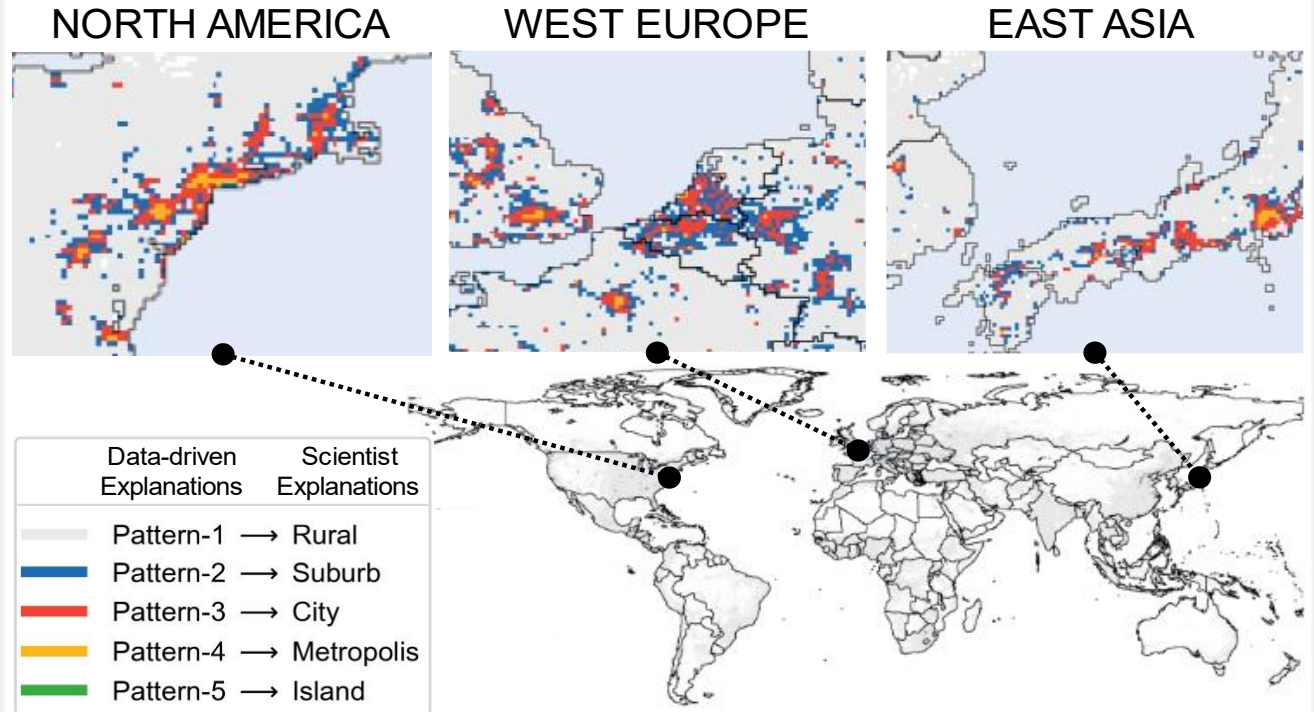 NORTH AMERICA
WEST EUROPE
EAST ASIA
Data-driven Explanations
Scientist Explanations
Pattern-1 → Rural
Pattern-2 → Suburb
Pattern-3 → City
Pattern-4 → Metropolis
Pattern-5 → Island